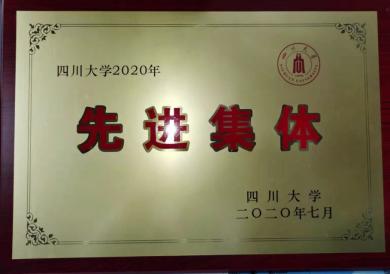 四川大学2020年
先进集体
四川大学
二〇二〇年七月